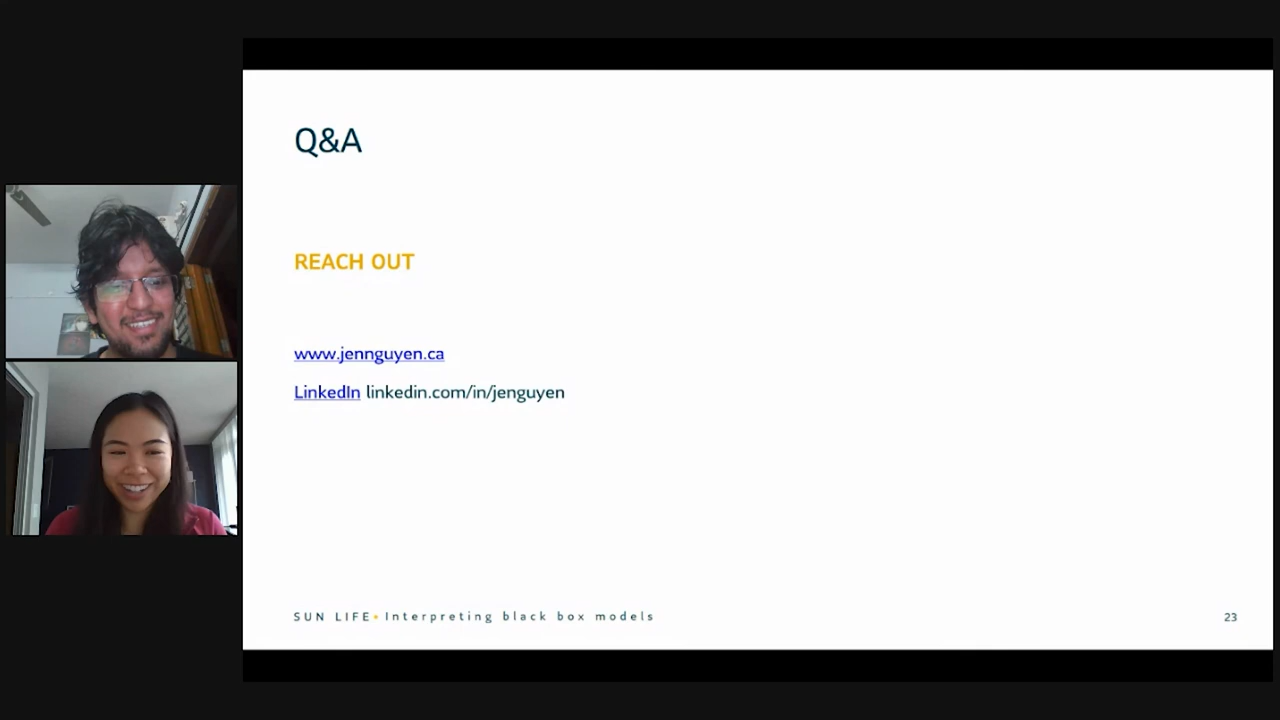 Q&A
REACH OUT
www.jennguyen.ca
LinkedIn linkedin.com/in/jenguyen
SUN LIFE • Interpreting black box models
23